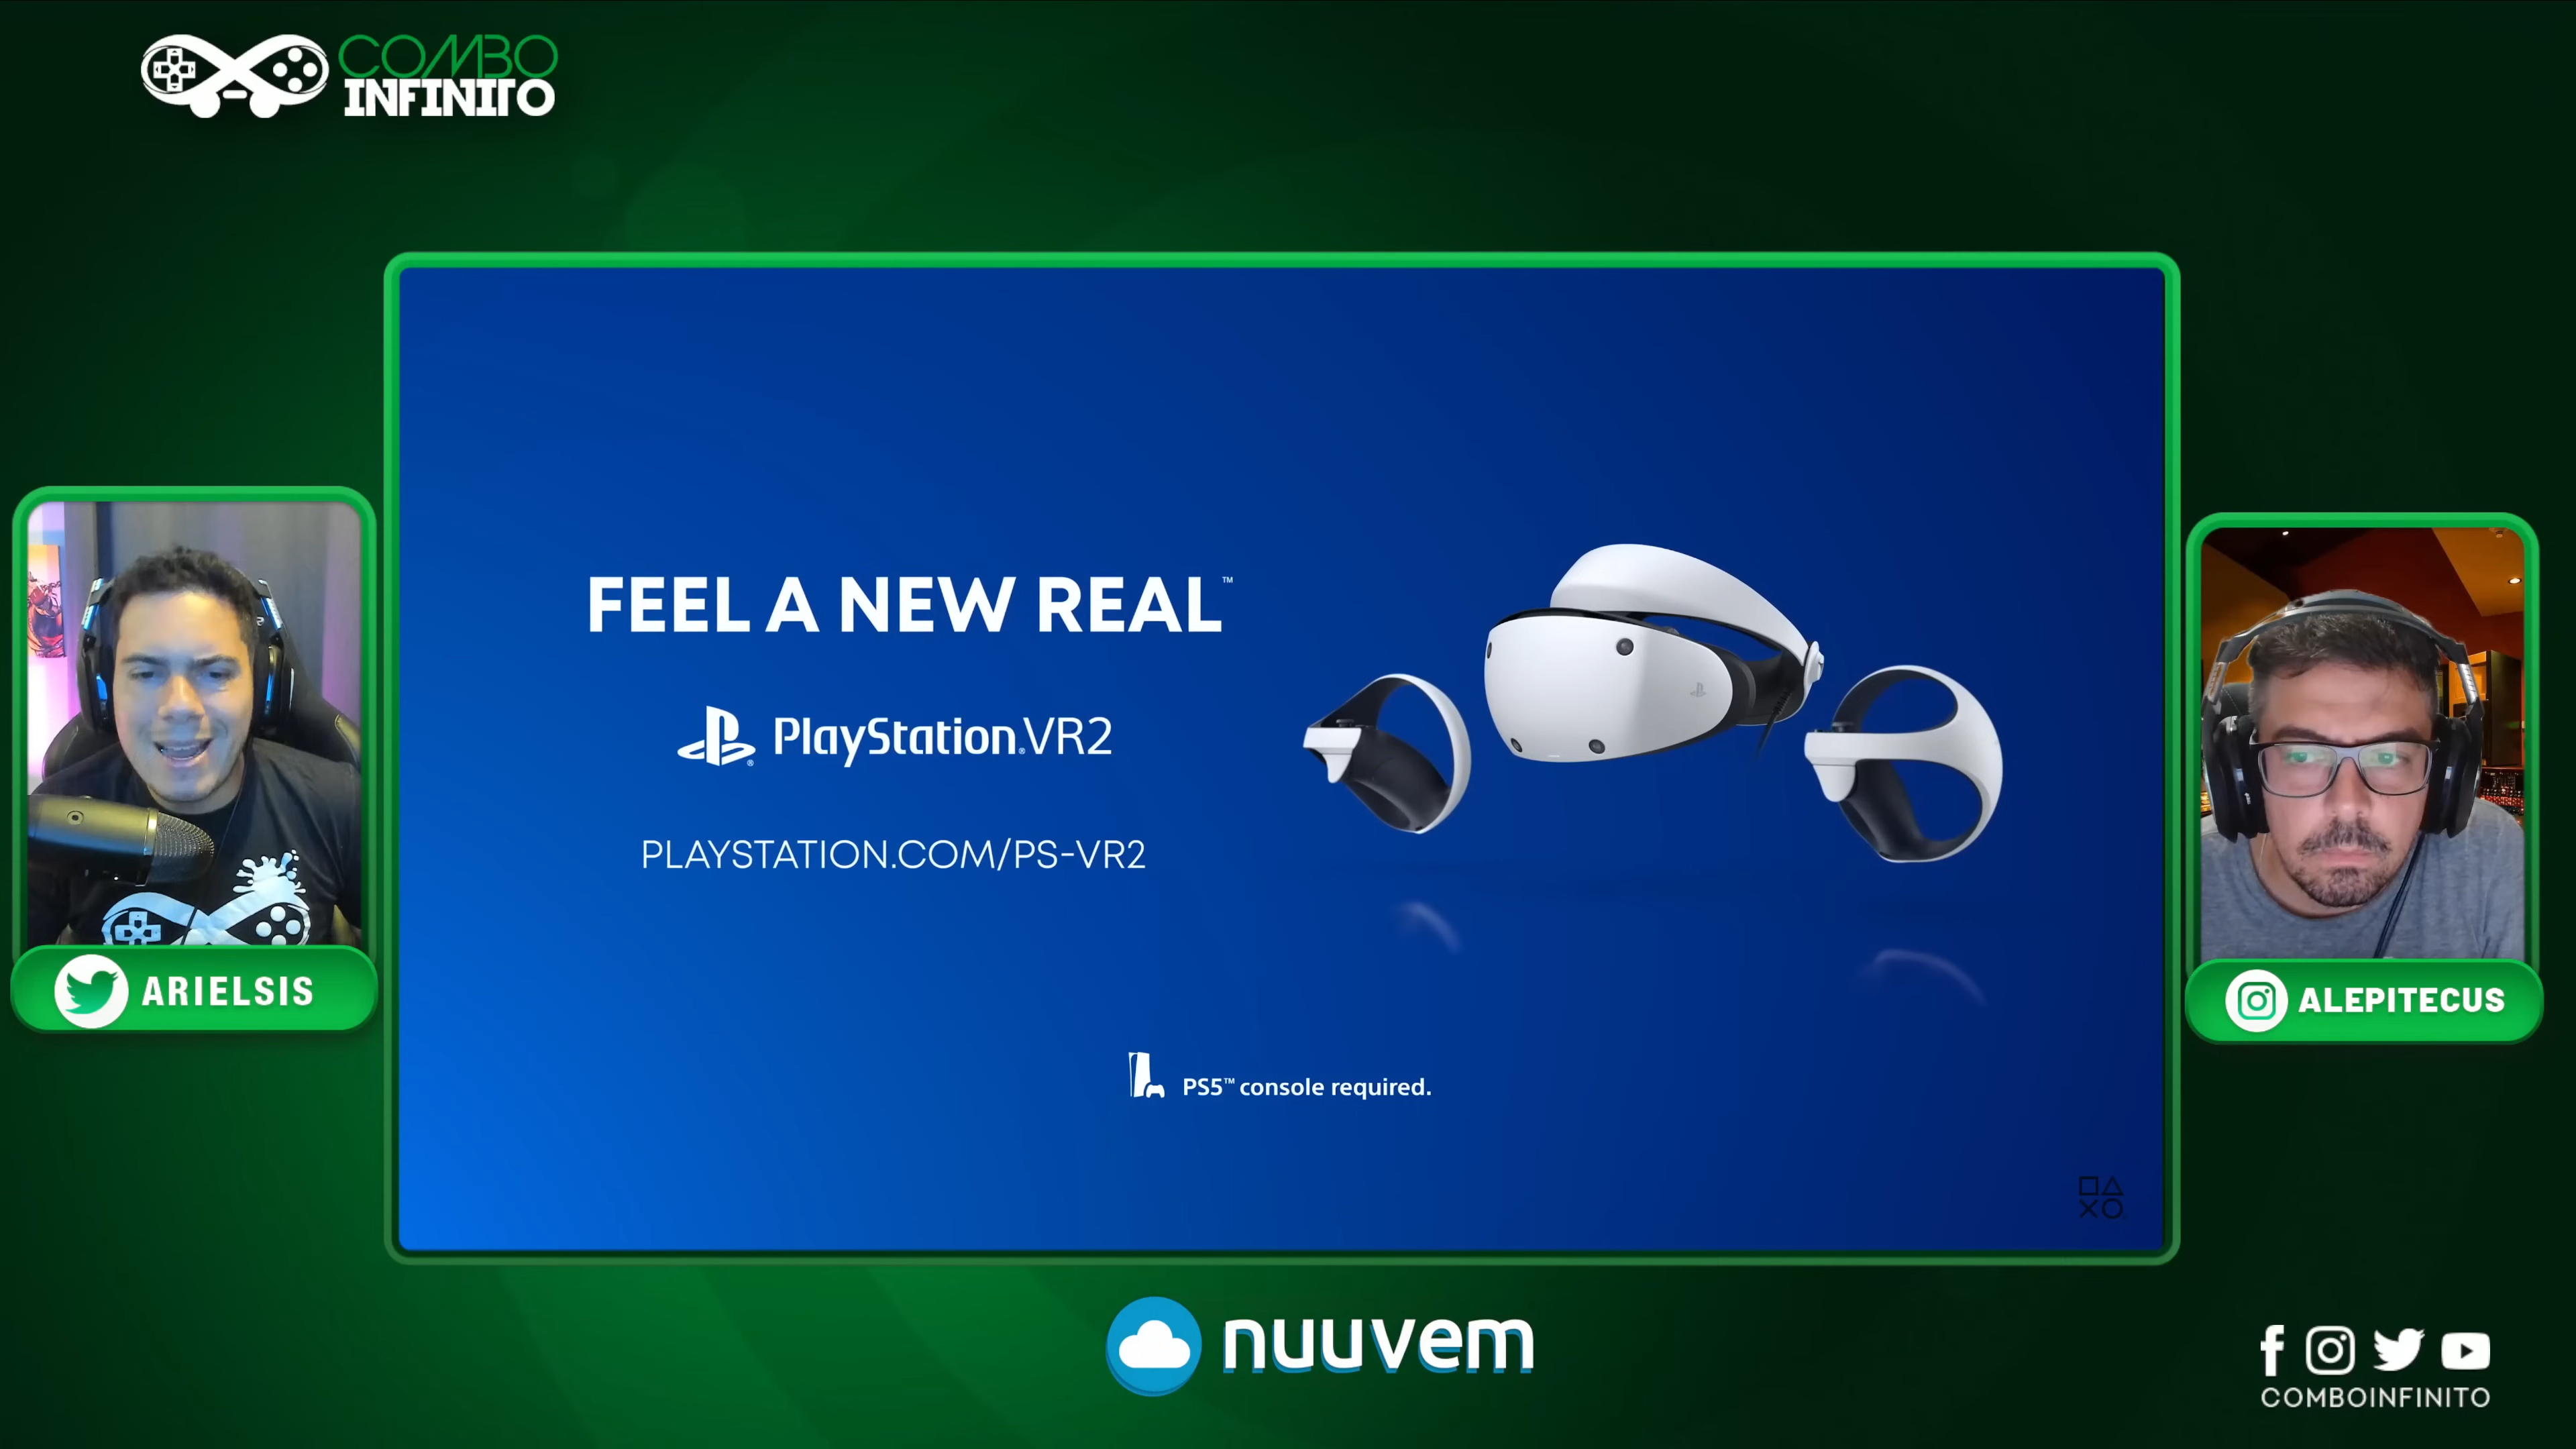 COMBO
INFINITO
FEEL A NEW REAL™
PlayStation®VR2
PLAYSTATION.COM/PS-VR2
PS5™ console required.
ARIELSIS
ALEPITECUS
nuuvem
COMBOINFINITO